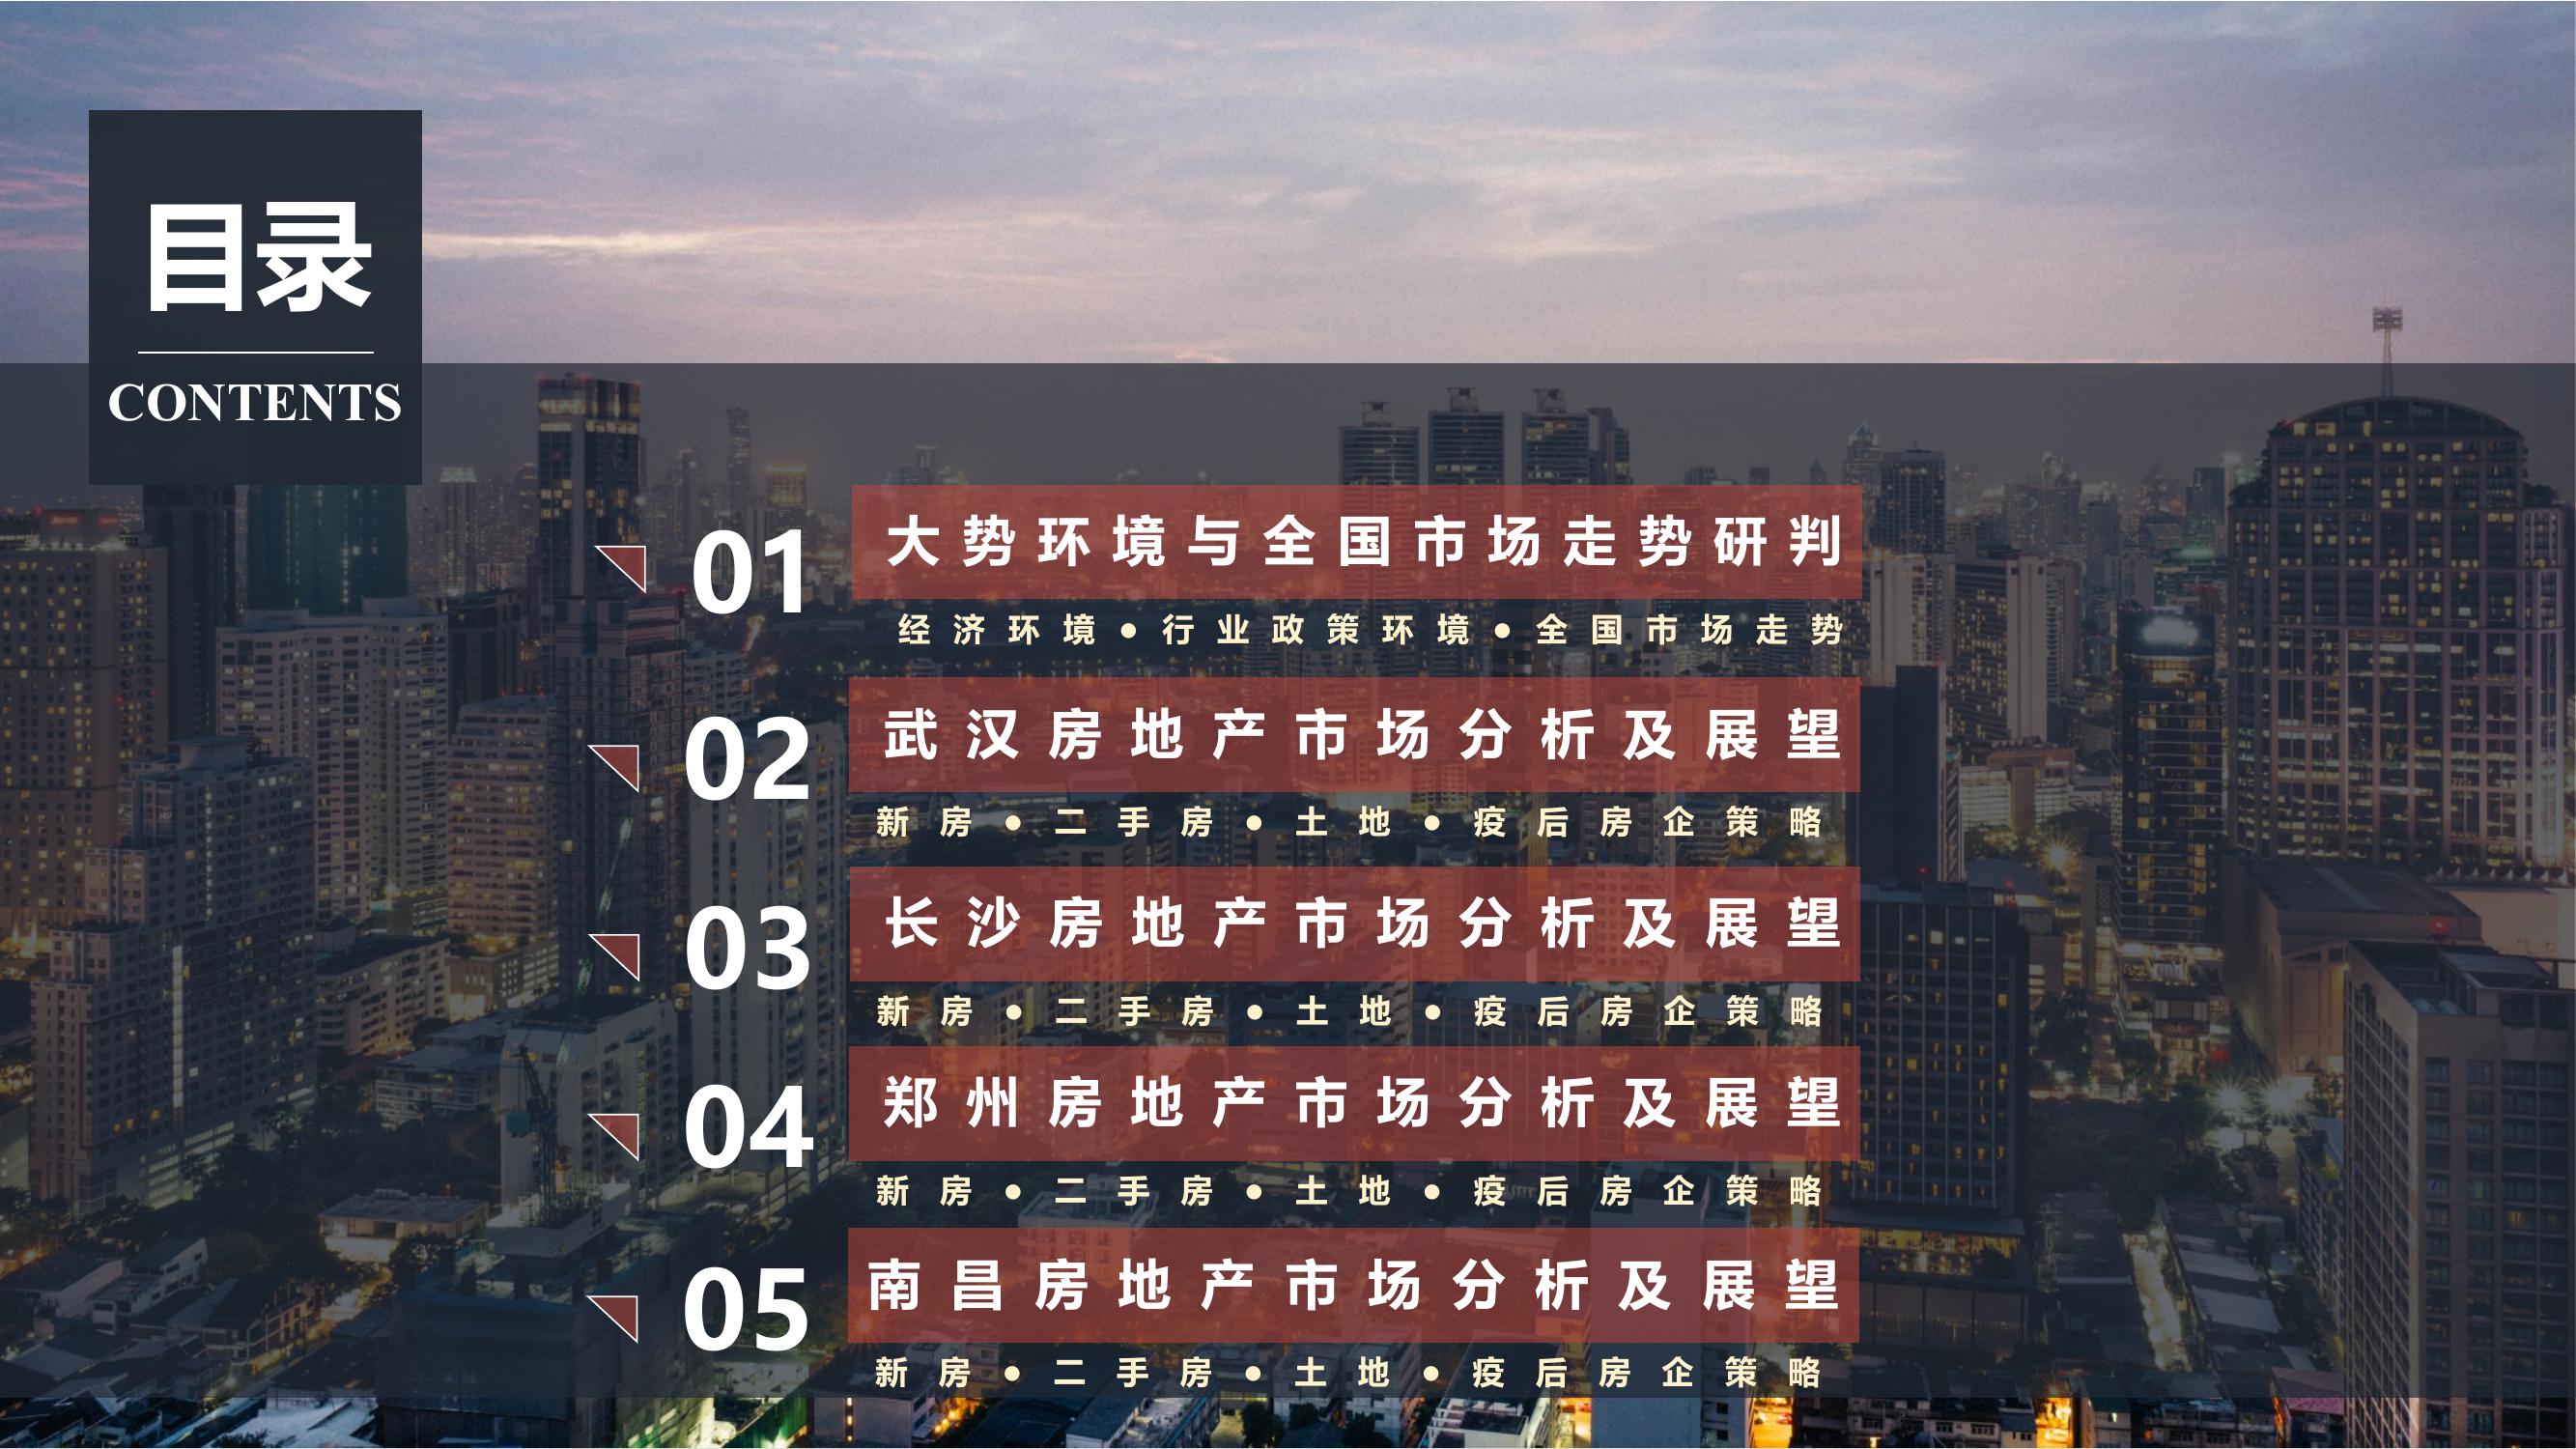 目录
CONTENTS
01 大势环境与全国市场走势研判
经济环境●行业政策环境●全国市场走势
02 武汉房地产市场分析及展望
新房●二手房●土地●疫后房企策略
03 长沙房地产市场分析及展望
新房●二手房●土地●疫后房企策略
04 郑州房地产市场分析及展望
新房●二手房●土地●疫后房企策略
05 南昌房地产市场分析及展望
新房●二手房●土地●疫后房企策略